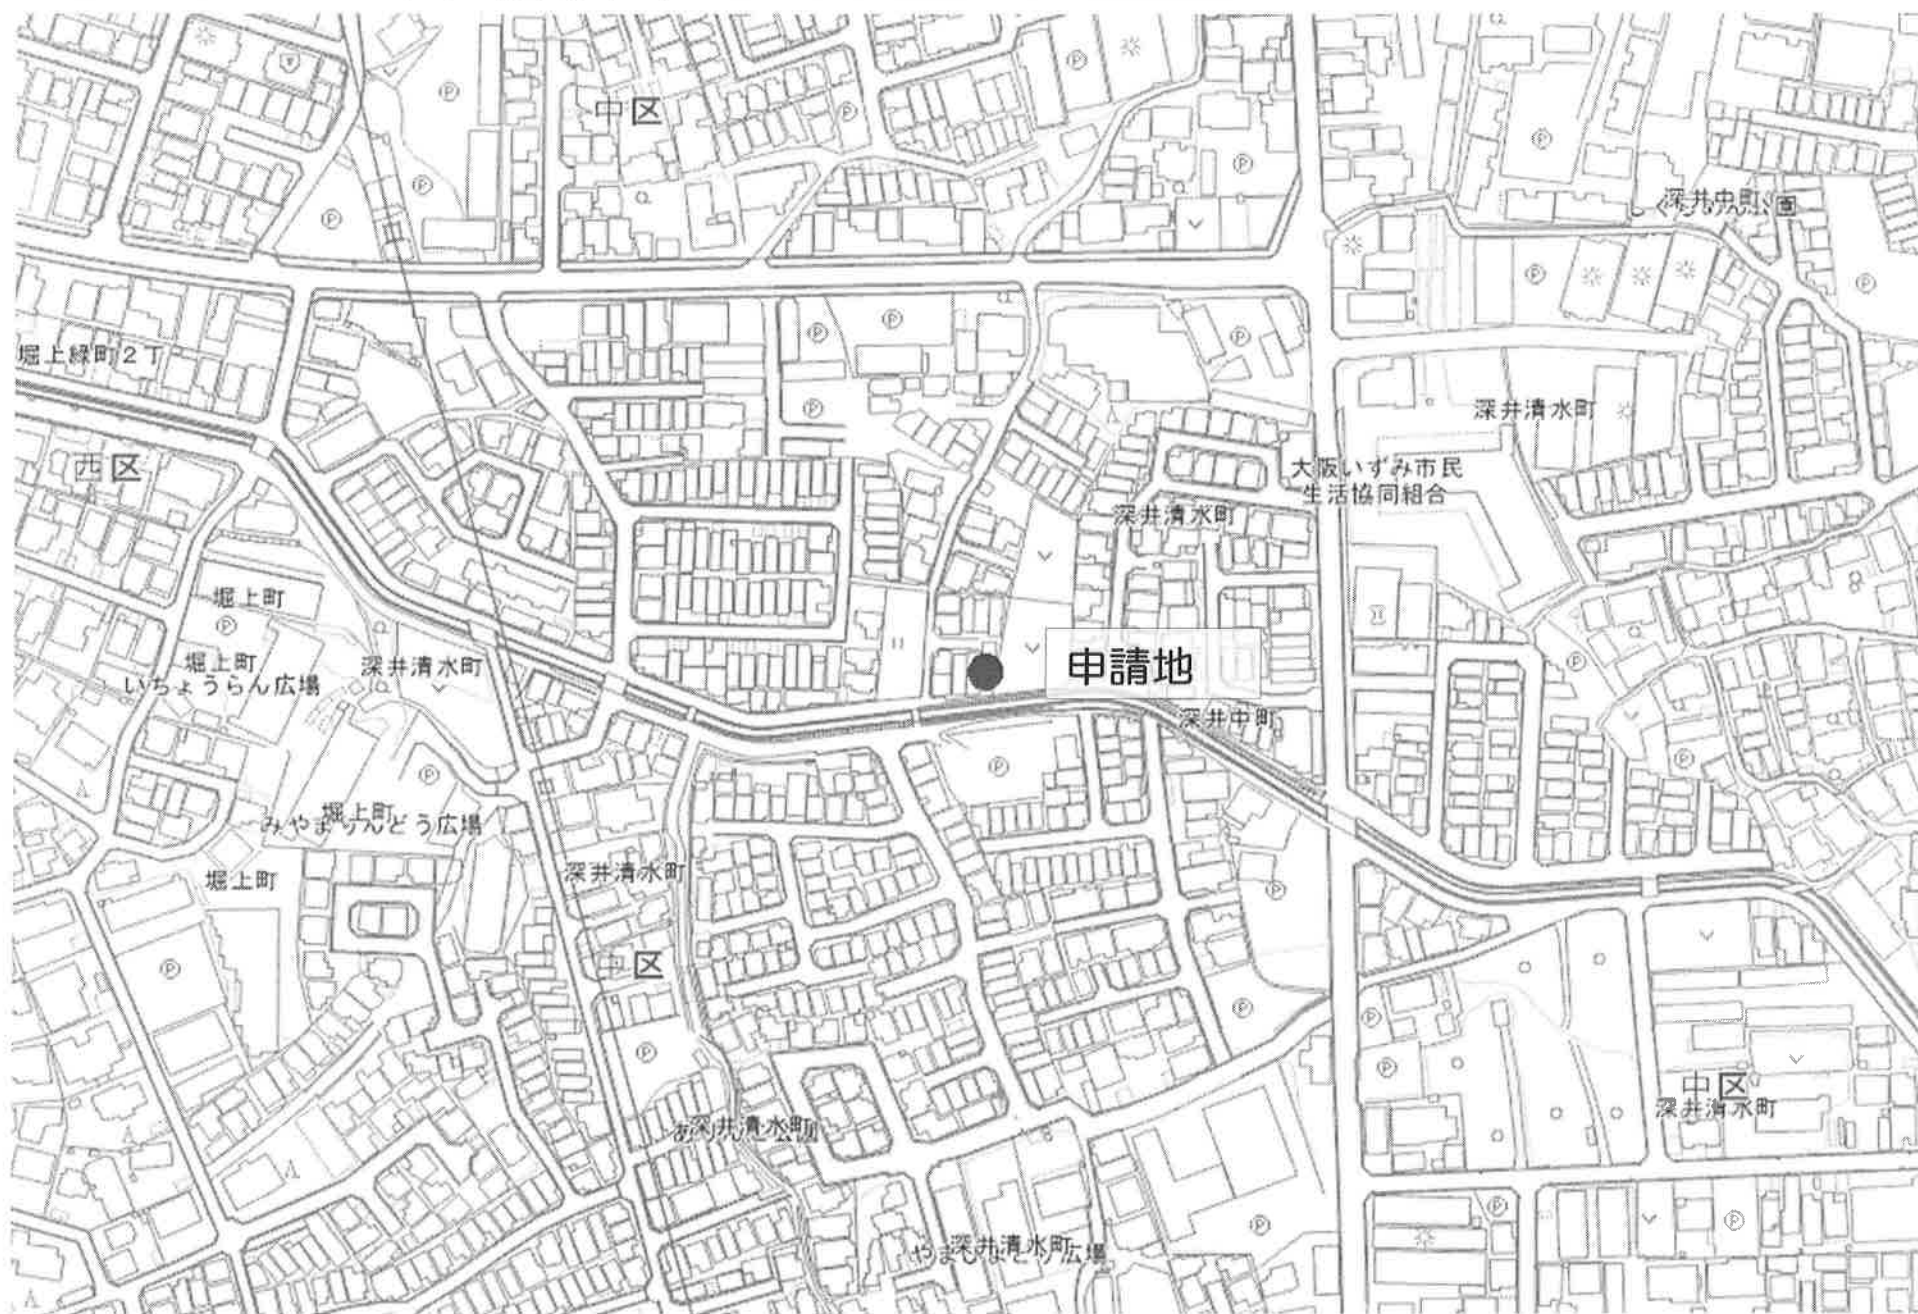 中区
深井中町
堀上緑町2丁
深井清水町
西区
大阪いずみ市民
生活協同組合
深井清水町
堀上町
堀上町
いちょうらん広場
深井清水町
申請地
深井中町
堀上町
みやまりんどう広場
堀上町
深井清水町
中区
中区
深井清水町
深井清水町
深井清水町